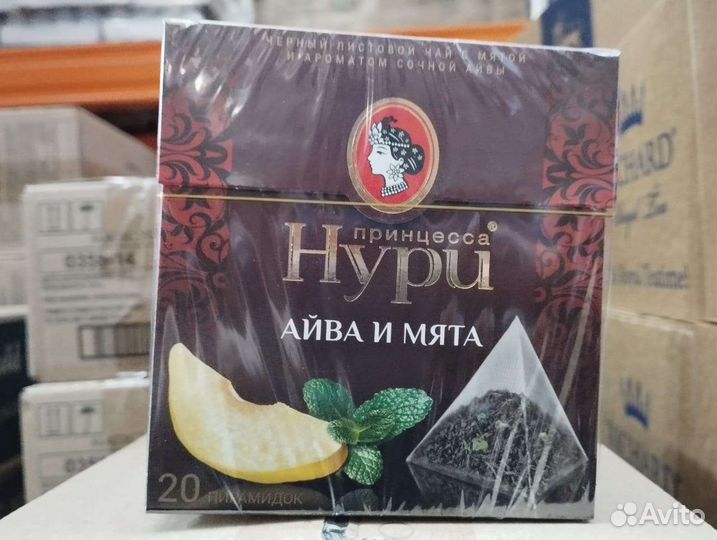 ЧЕРНЫЙ ЛИСТОВОЙ ЧАЙ С МЯТОЙ
И АРОМАТОМ СОЧНОЙ АЙВЫ
ПРИНЦЕССА
Нури®
АЙВА И МЯТА
20 ПИРАМИДОК
Avito